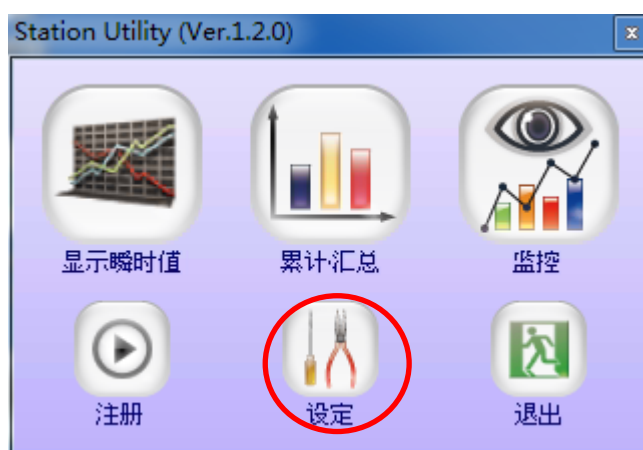 Station Utility (Ver.1.2.0)
显示瞬时值
累计·汇总
监控
注册
设定
退出